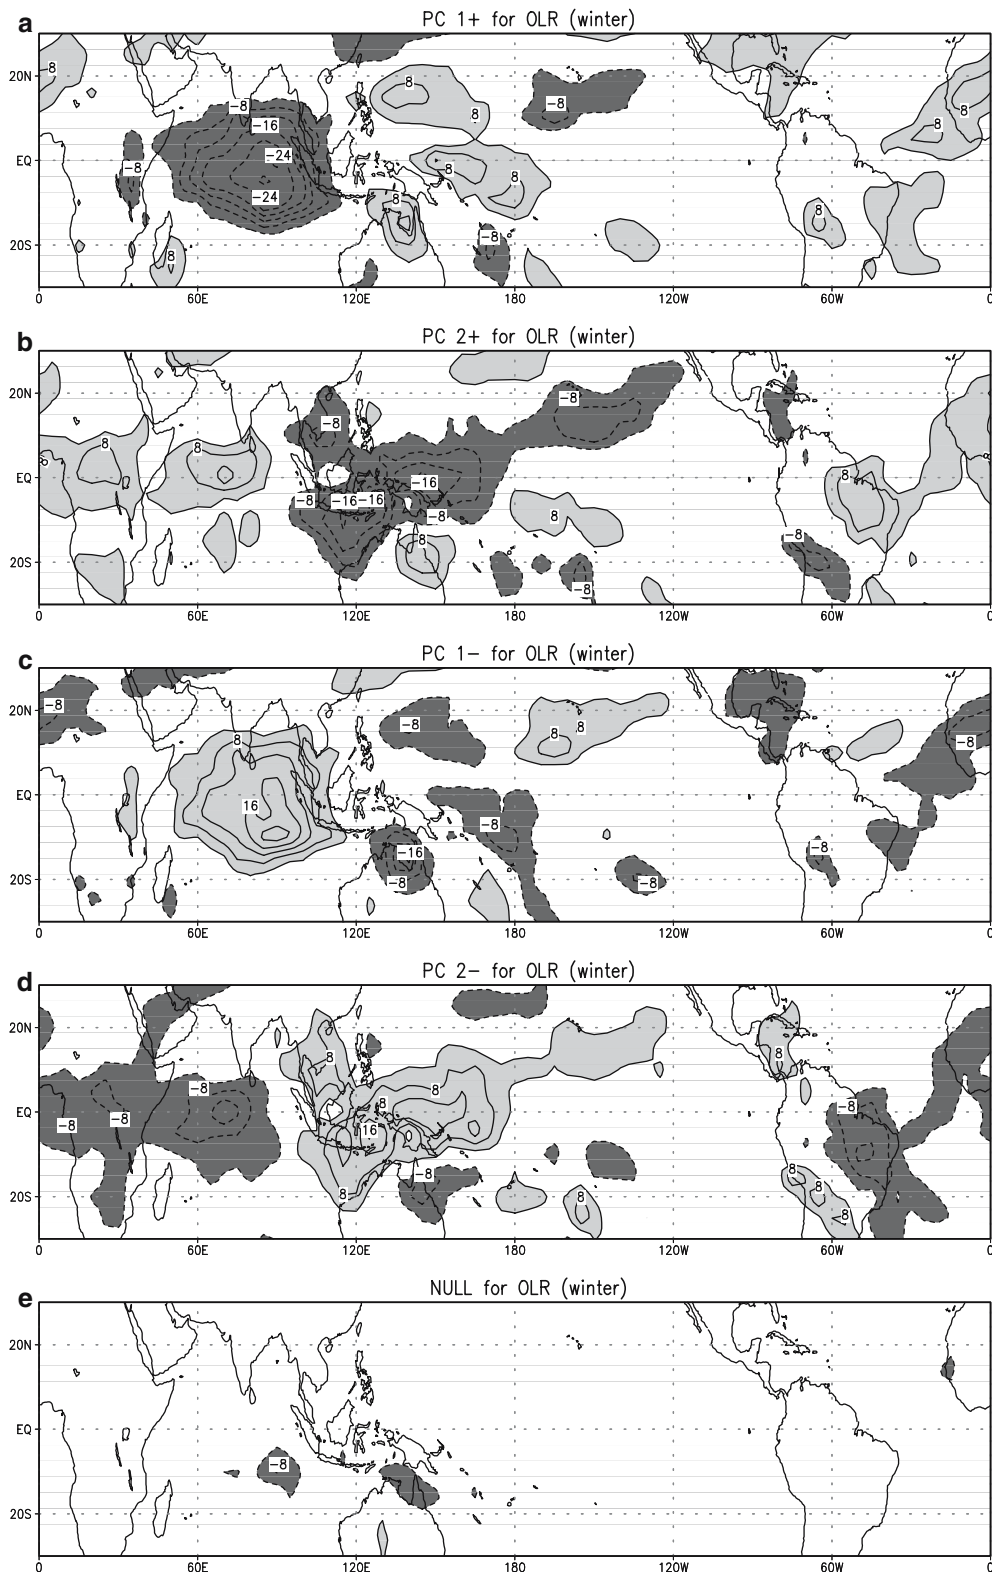 a PC 1+ for OLR (winter)
20N
EQ
20S
8
8
8
8
8
-8
-8
-16
-24
-24
-8
8
8
8
8
-8
8
0 60E 120E 180 120W 60W 0
b PC 2+ for OLR (winter)
20N
EQ
20S
-8
-8
8
8
-16
8
-8
-16
-16
-8
8
8
-8
-8
0 60E 120E 180 120W 60W 0
c PC 1- for OLR (winter)
20N
EQ
20S
-8
-8
8
8
8
-8
16
-8
-16
-8
-8
-8
0 60E 120E 180 120W 60W 0
d PC 2- for OLR (winter)
20N
EQ
20S
8
8
-8
8
8
-8
-8
-8
16
-8
8
8
8
8
8
0 60E 120E 180 120W 60W 0
e NULL for OLR (winter)
20N
EQ
20S
-8
0 60E 120E 180 120W 60W 0